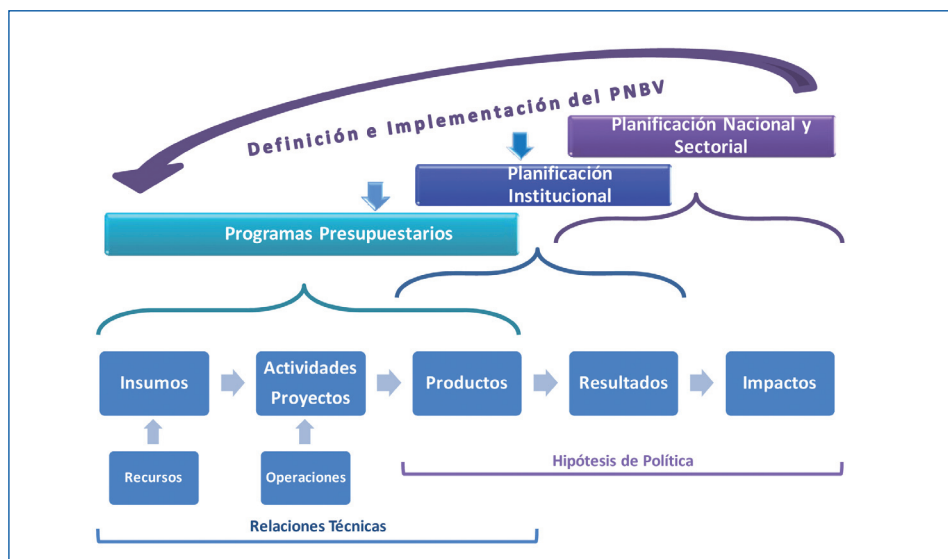 Definición e Implementación del PNBV
Planificación Nacional y
Sectorial
Planificación
Institucional
Programas Presupuestarios
Insumos
Actividades
Proyectos
Productos
Resultados
Impactos
Recursos
Operaciones
Hipótesis de Política
Relaciones Técnicas